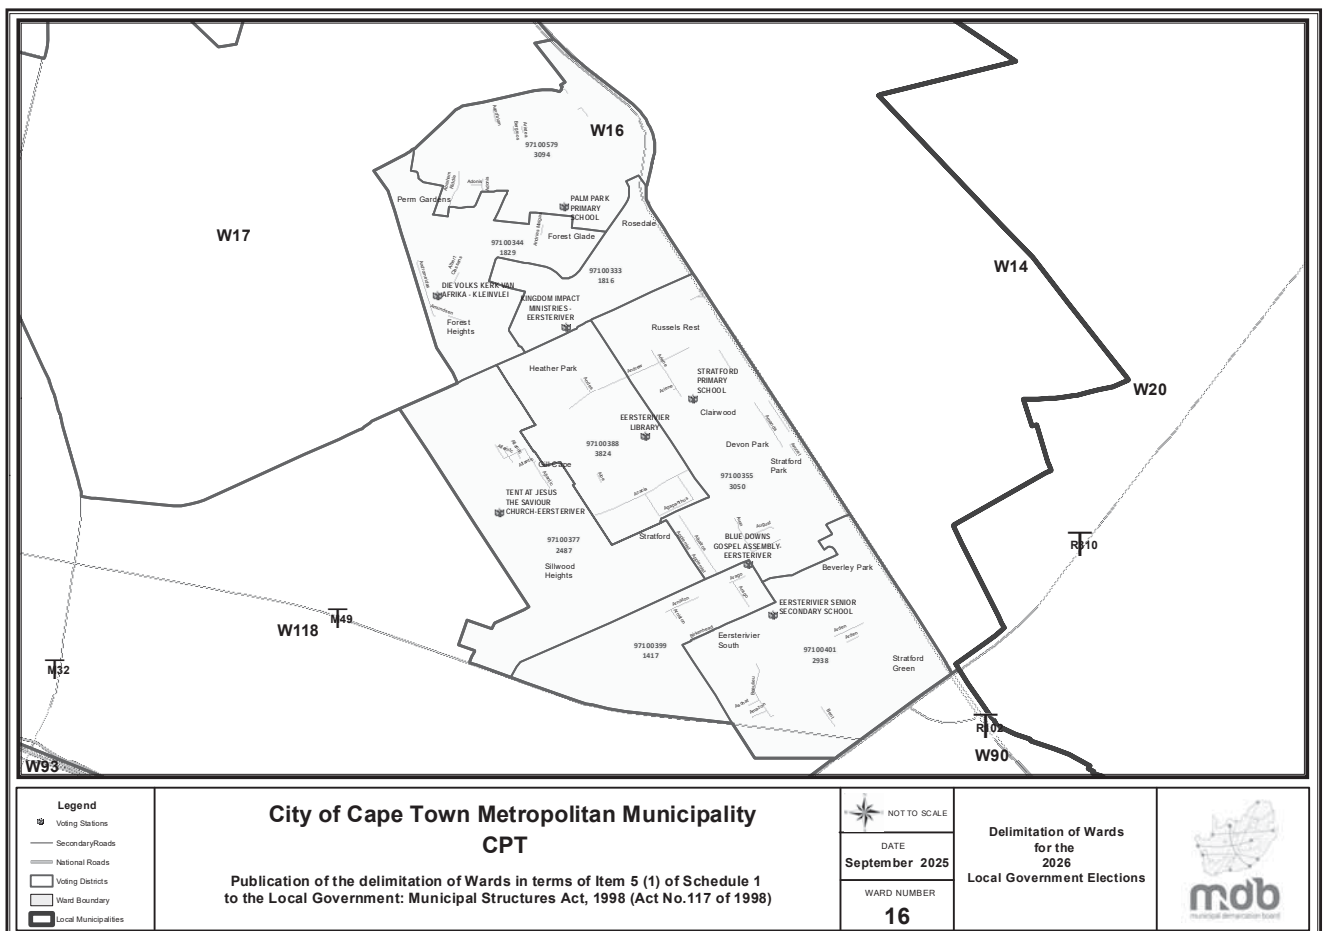 W16
97100579
3094
W17
Perm Gardens
PALM PARK
PRIMARY
SCHOOL
Rosedale
Forest Glade
97100344
1829
W14
97100333
1816
DIE VOLKS KERK VAN
AFRIKA - KLEINVLEI
KINGDOM IMPACT
MINISTRIES -
EERSTERIVER
Forest
Heights
Russels Rest
Heather Park
STRATFORD
PRIMARY
SCHOOL
W20
Clairwood
EERSTERIVIER
LIBRARY
97100388
3824
Devon Park
Stratford
Park
97100355
3050
TENT AT JESUS
THE SAVIOUR
CHURCH-EERSTERIVER
97100377
2487
Stratford
BLUE DOWNS
GOSPEL ASSEMBLY-
EERSTERIVER
R310
Sillwood
Heights
Beverley Park
EERSTERIVIER SENIOR
SECONDARY SCHOOL
M49
W118
Eersterivier
South
97100399
1417
97100401
2938
Stratford
Green
M32
R102
W90
W93
Legend
Voting Stations
SecondaryRoads
National Roads
Voting Districts
Ward Boundary
Local Municipalities
City of Cape Town Metropolitan Municipality
CPT
Publication of the delimitation of Wards in terms of Item 5 (1) of Schedule 1
to the Local Government: Municipal Structures Act, 1998 (Act No.117 of 1998)
NOT TO SCALE
DATE
September 2025
WARD NUMBER
16
Delimitation of Wards
for the
2026
Local Government Elections
mdb
municipal demarcation board